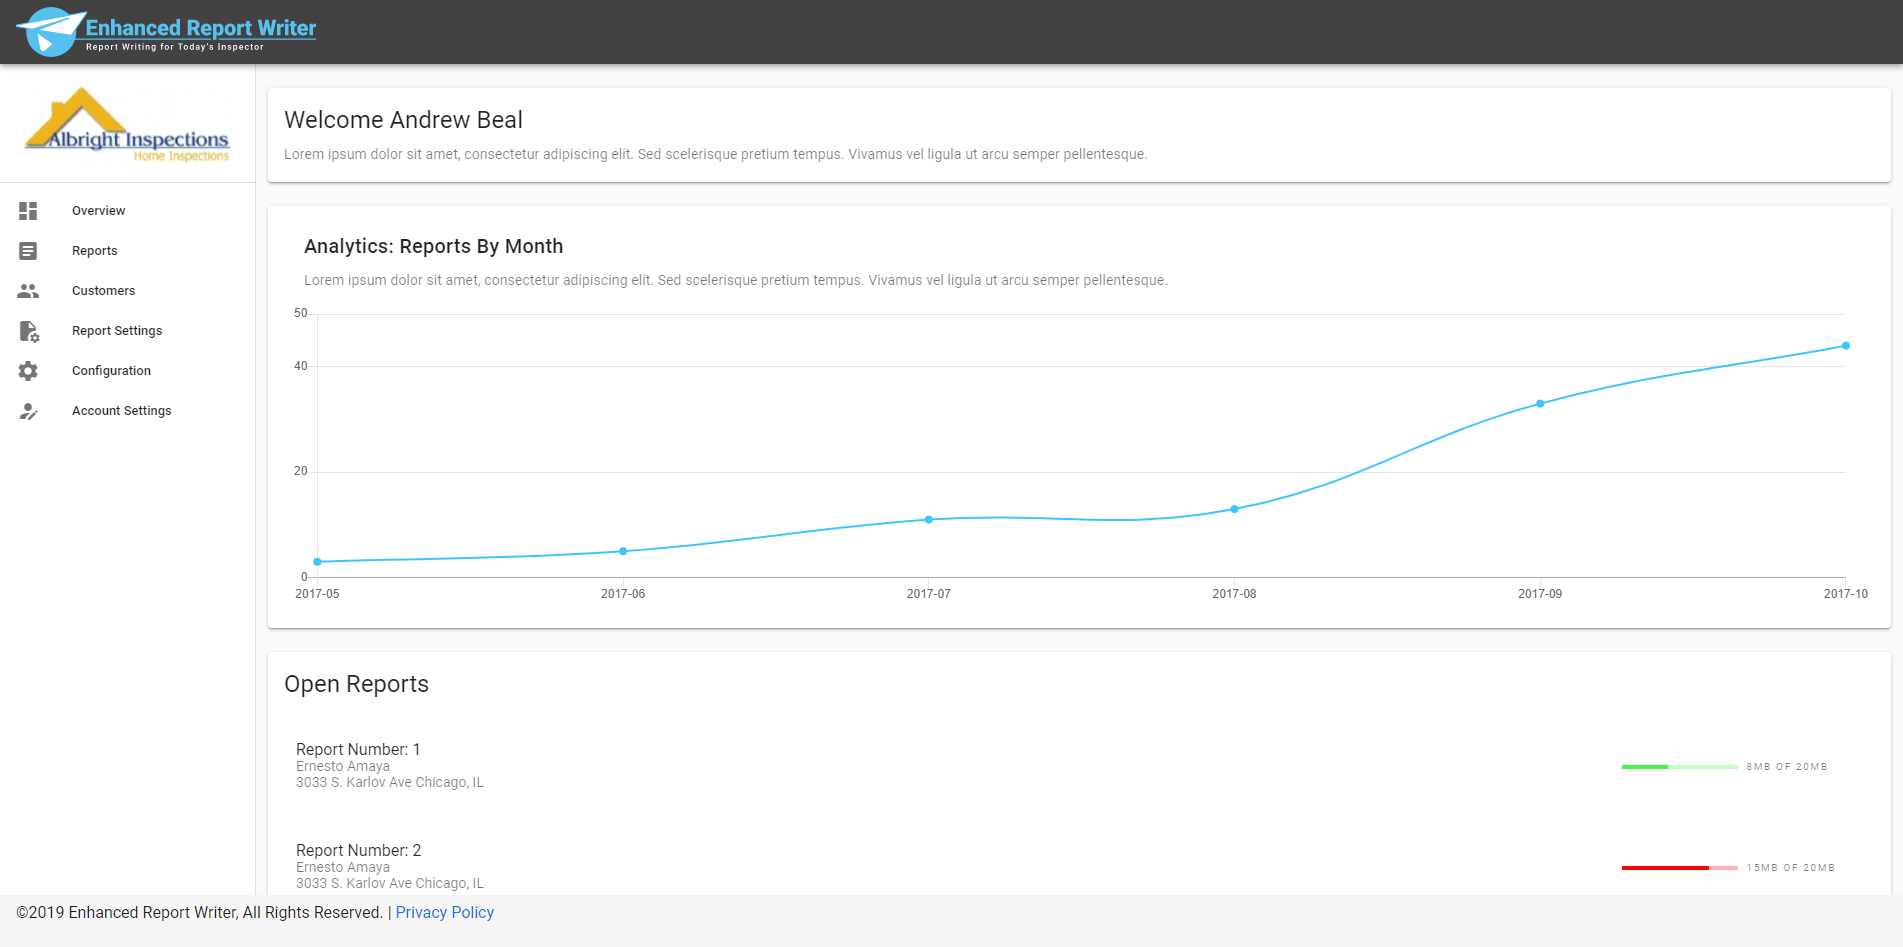 Enhanced Report Writer
Report Writing for Today's Inspector
Albright Inspections
Home Inspections
Overview
Reports
Customers
Report Settings
Configuration
Account Settings
Welcome Andrew Beal
Lorem ipsum dolor sit amet, consectetur adipiscing elit. Sed scelerisque pretium tempus. Vivamus vel ligula ut arcu semper pellentesque.
Analytics: Reports By Month
Lorem ipsum dolor sit amet, consectetur adipiscing elit. Sed scelerisque pretium tempus. Vivamus vel ligula ut arcu semper pellentesque.
50
40
20
0
2017-05 2017-06 2017-07 2017-08 2017-09 2017-10
Open Reports
Report Number: 1
Ernesto Amaya
3033 S. Karlov Ave Chicago, IL
8MB OF 20MB
Report Number: 2
Ernesto Amaya
3033 S. Karlov Ave Chicago, IL
15MB OF 20MB
©2019 Enhanced Report Writer, All Rights Reserved. | Privacy Policy